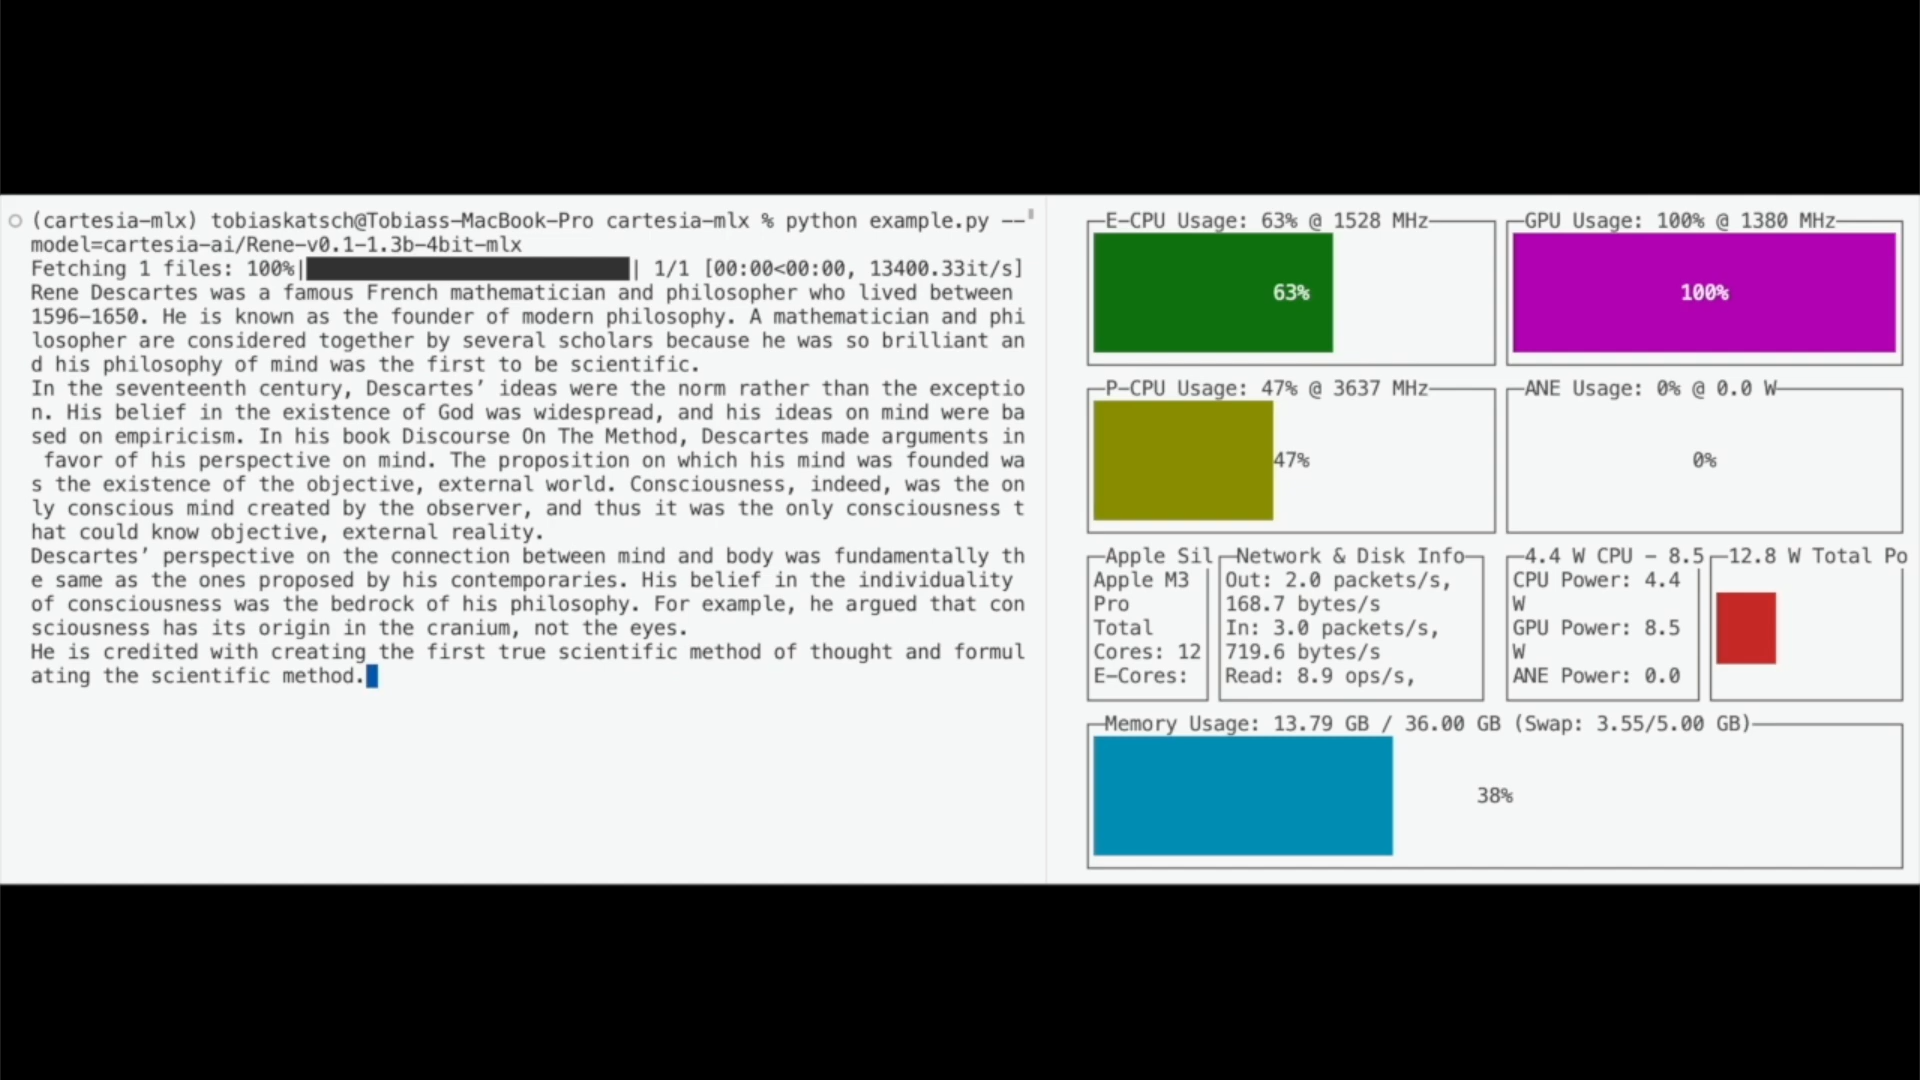 (cartesia-mlx) tobiaskatsch@Tobiass-MacBook-Pro cartesia-mlx % python example.py --
model=cartesia-ai/Rene-v0.1-1.3b-4bit-mlx
Fetching 1 files: 100%| | 1/1 [00:00<00:00, 13400.33it/s]
Rene Descartes was a famous French mathematician and philosopher who lived between
1596-1650. He is known as the founder of modern philosophy. A mathematician and phi
losopher are considered together by several scholars because he was so brilliant an
d his philosophy of mind was the first to be scientific.
In the seventeenth century, Descartes' ideas were the norm rather than the exceptio
n. His belief in the existence of God was widespread, and his ideas on mind were ba
sed on empiricism. In his book Discourse On The Method, Descartes made arguments in
favor of his perspective on mind. The proposition on which his mind was founded wa
s the existence of the objective, external world. Consciousness, indeed, was the on
ly conscious mind created by the observer, and thus it was the only consciousness t
hat could know objective, external reality.
Descartes' perspective on the connection between mind and body was fundamentally th
e same as the ones proposed by his contemporaries. His belief in the individuality
of consciousness was the bedrock of his philosophy. For example, he argued that con
sciousness has its origin in the cranium, not the eyes.
He is credited with creating the first true scientific method of thought and formul
ating the scientific method.
E-CPU Usage: 63% @ 1528 MHz
63%
GPU Usage: 100% @ 1380 MHz
100%
P-CPU Usage: 47% @ 3637 MHz
47%
ANE Usage: 0% @ 0.0 W
0%
Apple Sil
Apple M3
Pro
Total
Cores: 12
E-Cores:
Network & Disk Info
Out: 2.0 packets/s,
168.7 bytes/s
In: 3.0 packets/s,
719.6 bytes/s
Read: 8.9 ops/s,
4.4 W CPU - 8.5
CPU Power: 4.4
W
GPU Power: 8.5
W
ANE Power: 0.0
12.8 W Total Po
Memory Usage: 13.79 GB / 36.00 GB (Swap: 3.55/5.00 GB)
38%